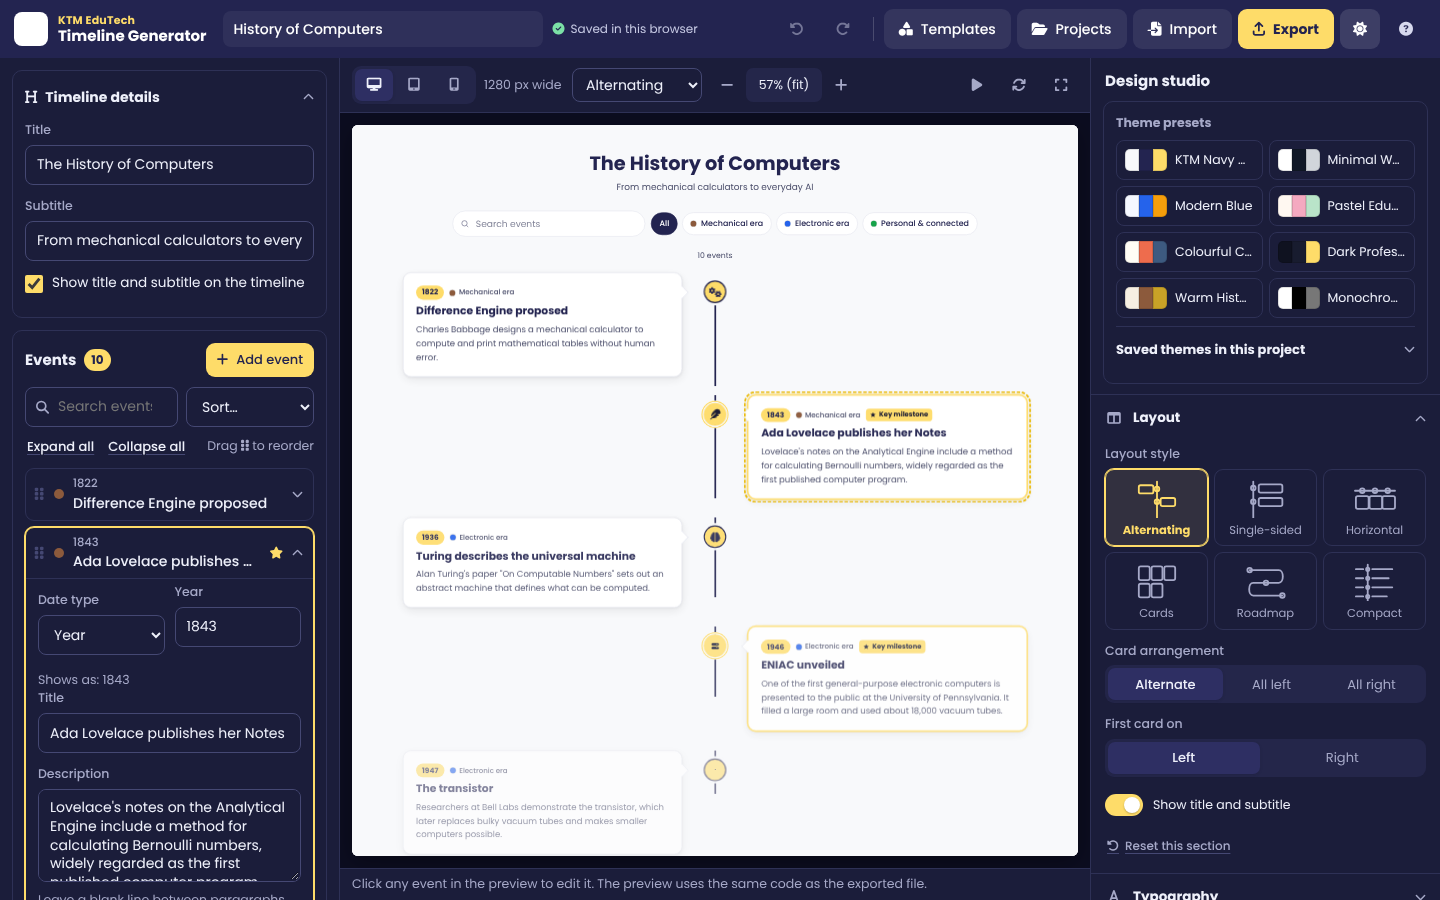 KTM EduTech
Timeline Generator
History of Computers
Saved in this browser
Templates
Projects
Import
Export
Timeline details
Title
The History of Computers
Subtitle
From mechanical calculators to every
Show title and subtitle on the timeline
Events 10
Add event
Search events
Sort...
Expand all Collapse all Drag to reorder
1822
Difference Engine proposed
1843
Ada Lovelace publishes ...
Date type
Year
Year
1843
Shows as: 1843
Title
Ada Lovelace publishes her Notes
Description
Lovelace's notes on the Analytical
Engine include a method for
calculating Bernoulli numbers,
widely regarded as the first
published computer program.
Leave a blank line between paragraphs
1280 px wide
Alternating
57% (fit)
The History of Computers
From mechanical calculators to everyday AI
Search events
All
Mechanical era
Electronic era
Personal & connected
10 events
1822 Mechanical era
Difference Engine proposed
Charles Babbage designs a mechanical calculator to
compute and print mathematical tables without human
error.
1843 Mechanical era ★ Key milestone
Ada Lovelace publishes her Notes
Lovelace's notes on the Analytical Engine include a method
for calculating Bernoulli numbers, widely regarded as the
first published computer program.
1936 Electronic era
Turing describes the universal machine
Alan Turing's paper "On Computable Numbers" sets out an
abstract machine that defines what can be computed.
1946 Electronic era ★ Key milestone
ENIAC unveiled
One of the first general-purpose electronic computers is
presented to the public at the University of Pennsylvania. It
filled a large room and used about 18,000 vacuum tubes.
1947 Electronic era
The transistor
Researchers at Bell Labs demonstrate the transistor, which
later replaces bulky vacuum tubes and makes smaller
computers possible.
Click any event in the preview to edit it. The preview uses the same code as the exported file.
Design studio
Theme presets
KTM Navy ...
Minimal W...
Modern Blue
Pastel Edu...
Colourful C...
Dark Profes...
Warm Hist...
Monochro...
Saved themes in this project
Layout
Layout style
Alternating
Single-sided
Horizontal
Cards
Roadmap
Compact
Card arrangement
Alternate
All left
All right
First card on
Left
Right
Show title and subtitle
Reset this section
Typography